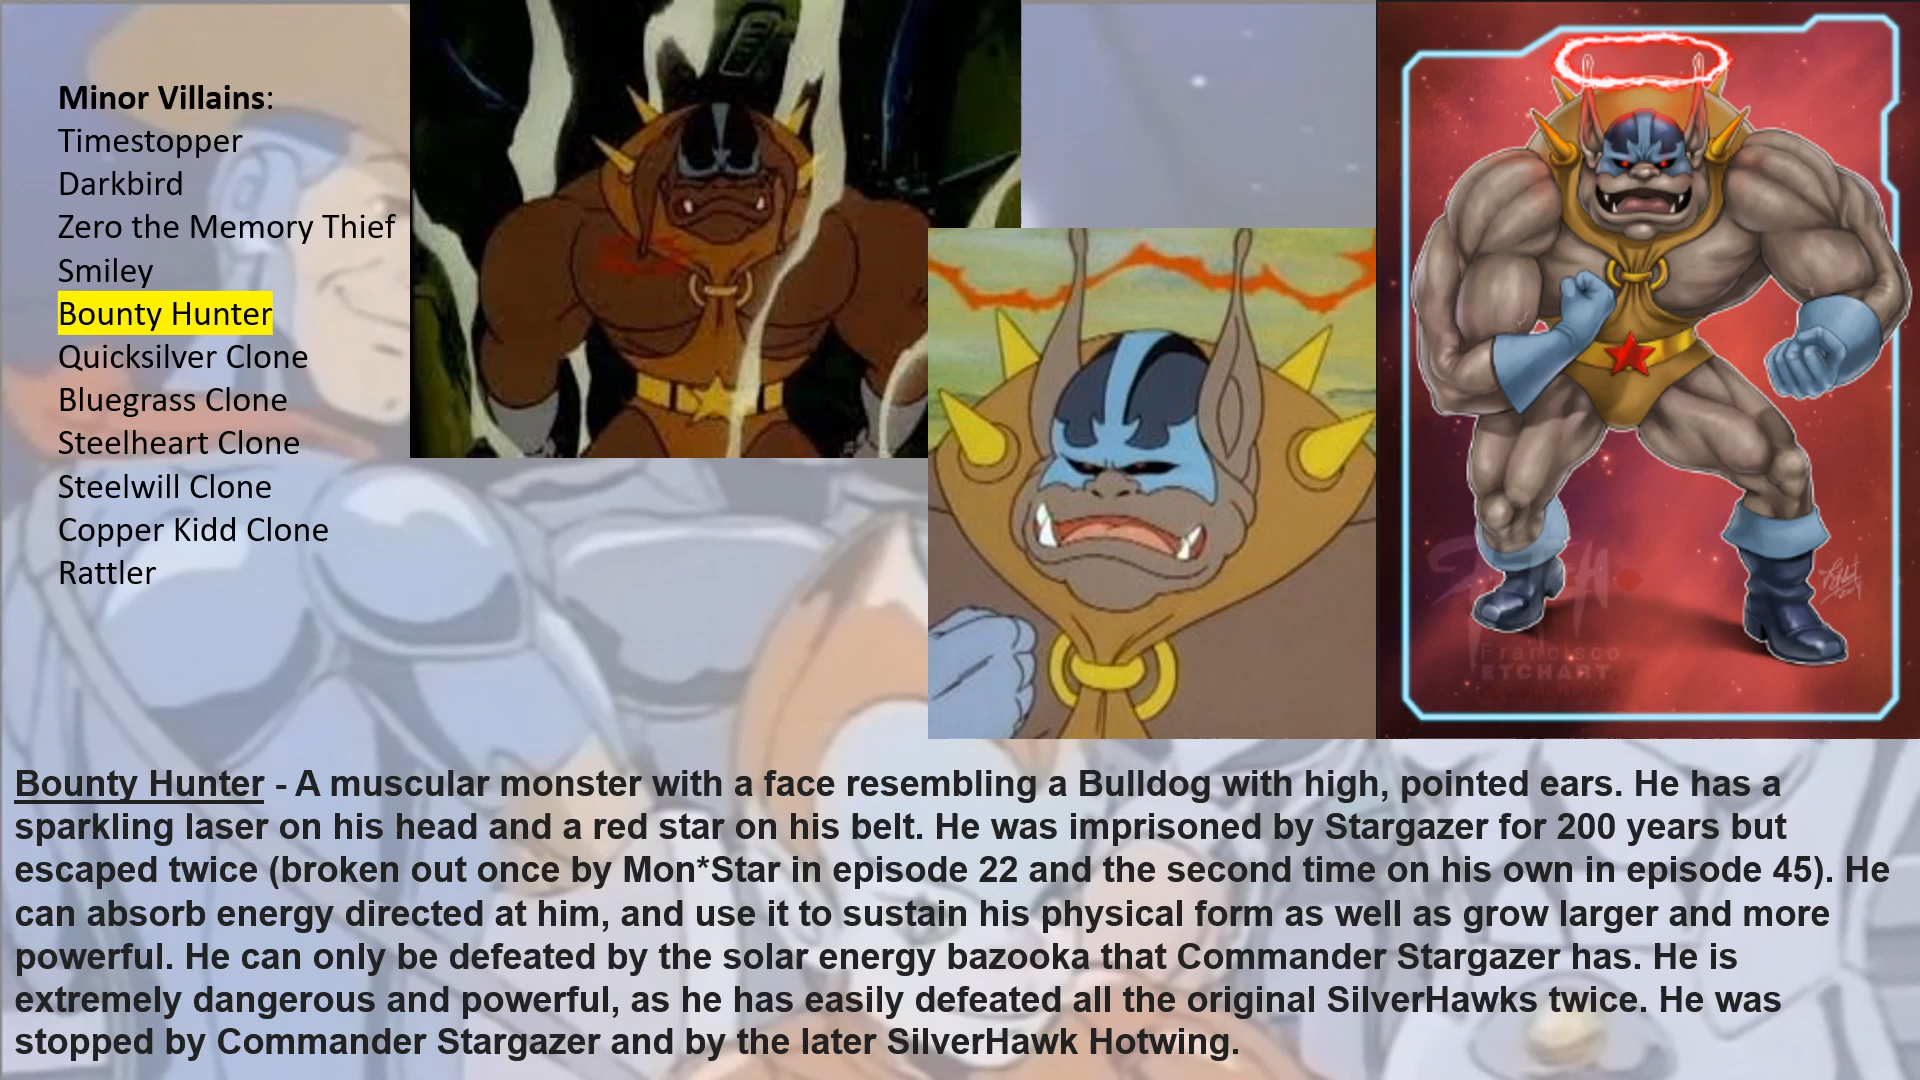 Minor Villains:
Timestopper
Darkbird
Zero the Memory Thief
Smiley
Bounty Hunter
Quicksilver Clone
Bluegrass Clone
Steelheart Clone
Steelwill Clone
Copper Kidd Clone
Rattler
Francisco
ETCHART
Bounty Hunter - A muscular monster with a face resembling a Bulldog with high, pointed ears. He has a
sparkling laser on his head and a red star on his belt. He was imprisoned by Stargazer for 200 years but
escaped twice (broken out once by Mon*Star in episode 22 and the second time on his own in episode 45). He
can absorb energy directed at him, and use it to sustain his physical form as well as grow larger and more
powerful. He can only be defeated by the solar energy bazooka that Commander Stargazer has. He is
extremely dangerous and powerful, as he has easily defeated all the original SilverHawks twice. He was
stopped by Commander Stargazer and by the later SilverHawk Hotwing.